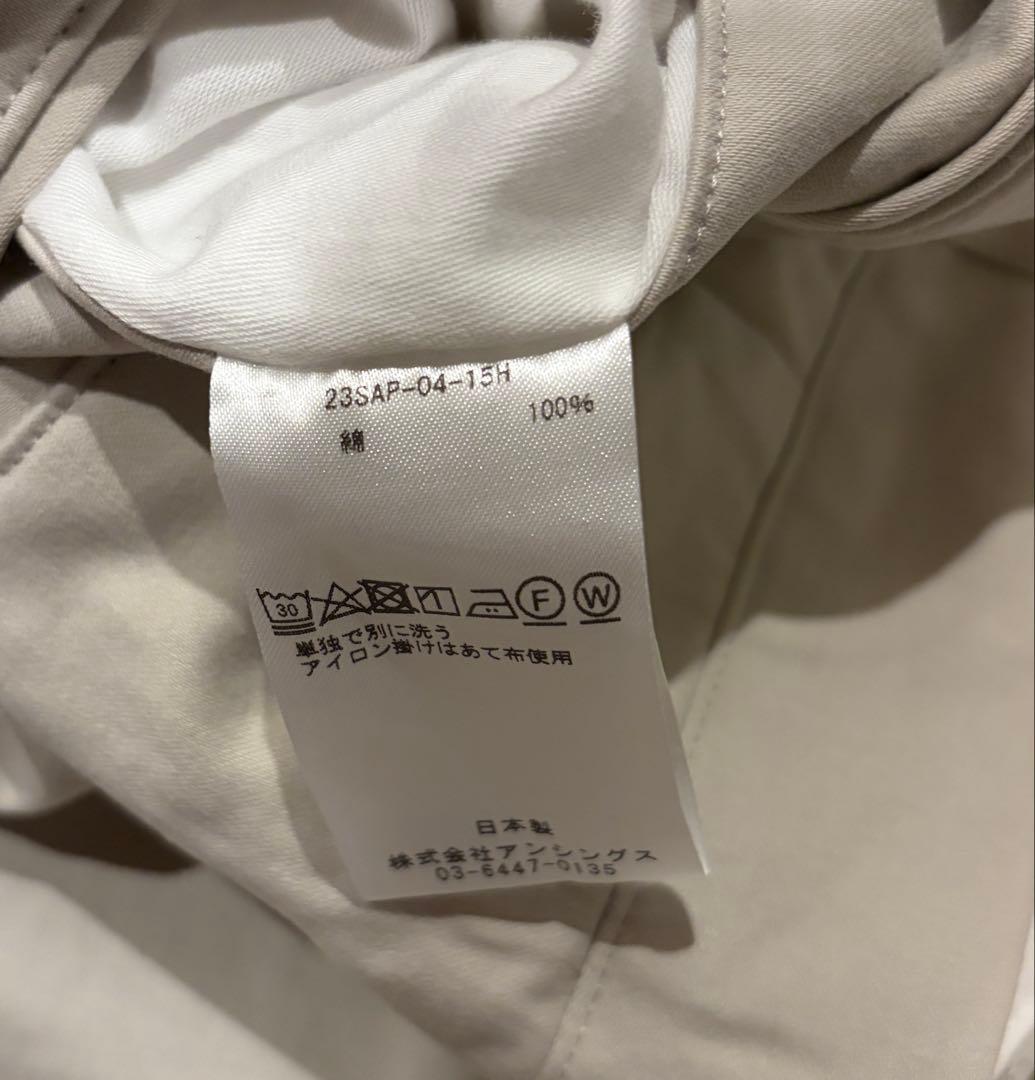 23SAP-04-15H
綿 100%
30 F W
単独で別に洗う
アイロン掛けはあて布使用
日本製
株式会社アンシングス
03-6447-0135